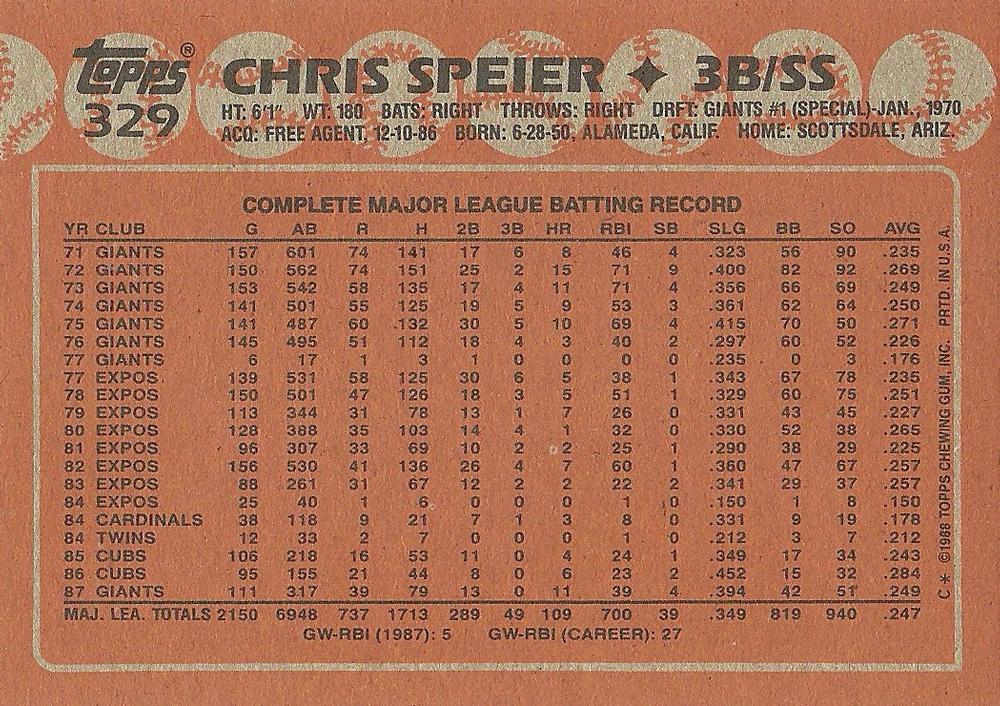 Topps® CHRIS SPEIER ✦ 3B/SS
329 HT: 6'1" WT: 180 BATS: RIGHT THROWS: RIGHT DRFT: GIANTS #1 (SPECIAL)-JAN., 1970
ACQ: FREE AGENT, 12-10-86 BORN: 6-28-50, ALAMEDA, CALIF. HOME: SCOTTSDALE, ARIZ.
COMPLETE MAJOR LEAGUE BATTING RECORD
YR CLUB G AB R H 2B 3B HR RBI SB SLG BB SO AVG
71 GIANTS 157 601 74 141 17 6 8 46 4 .323 56 90 .235
72 GIANTS 150 562 74 151 25 2 15 71 9 .400 82 92 .269
73 GIANTS 153 542 58 135 17 4 11 71 4 .356 66 69 .249
74 GIANTS 141 501 55 125 19 5 9 53 3 .361 62 64 .250
75 GIANTS 141 487 60 132 30 5 10 69 4 .415 70 50 .271
76 GIANTS 145 495 51 112 18 4 3 40 2 .297 60 52 .226
77 GIANTS 6 17 1 3 1 0 0 0 0 .235 0 3 .176
77 EXPOS 139 531 58 125 30 6 5 38 1 .343 67 78 .235
78 EXPOS 150 501 47 126 18 3 5 51 1 .329 60 75 .251
79 EXPOS 113 344 31 78 13 1 7 26 0 .331 43 45 .227
80 EXPOS 128 388 35 103 14 4 1 32 0 .330 52 38 .265
81 EXPOS 96 307 33 69 10 2 2 25 1 .290 38 29 .225
82 EXPOS 156 530 41 136 26 4 7 60 1 .360 47 67 .257
83 EXPOS 88 261 31 67 12 2 2 22 2 .341 29 37 .257
84 EXPOS 25 40 1 6 0 0 0 1 0 .150 1 8 .150
84 CARDINALS 38 118 9 21 7 1 3 8 0 .331 9 19 .178
84 TWINS 12 33 2 7 0 0 0 1 0 .212 3 7 .212
85 CUBS 106 218 16 53 11 0 4 24 1 .349 17 34 .243
86 CUBS 95 155 21 44 8 0 6 23 2 .452 15 32 .284
87 GIANTS 111 317 39 79 13 0 11 39 4 .394 42 51 .249
MAJ. LEA. TOTALS 2150 6948 737 1713 289 49 109 700 39 .349 819 940 .247
GW-RBI (1987): 5 GW-RBI (CAREER): 27
C * ©1988 TOPPS CHEWING GUM, INC. PRTD. IN U.S.A.